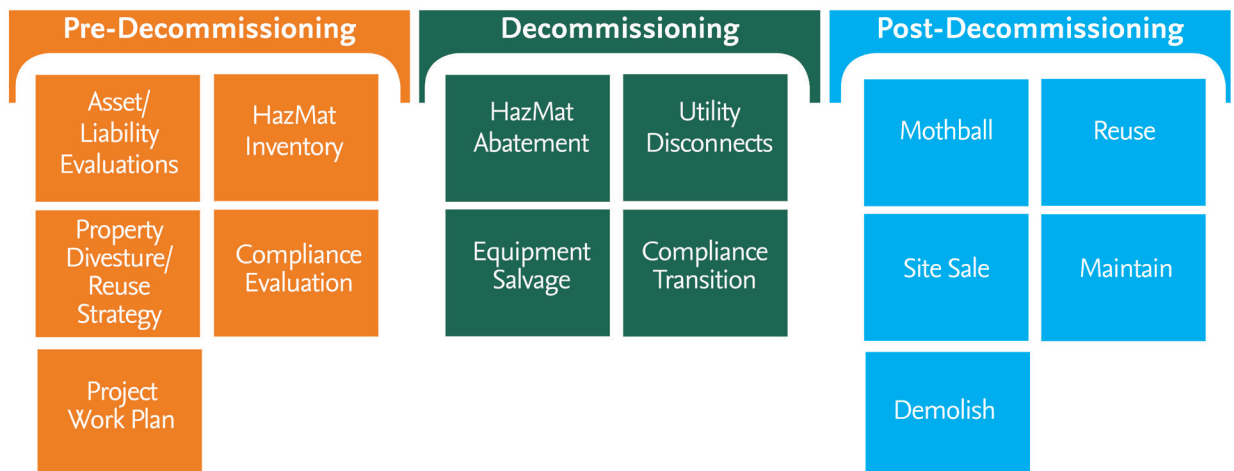 Pre-Decommissioning
Asset/
Liability
Evaluations
HazMat
Inventory
Property
Divesture/
Reuse
Strategy
Compliance
Evaluation
Project
Work Plan
Decommissioning
HazMat
Abatement
Utility
Disconnects
Equipment
Salvage
Compliance
Transition
Post-Decommissioning
Mothball
Reuse
Site Sale
Maintain
Demolish